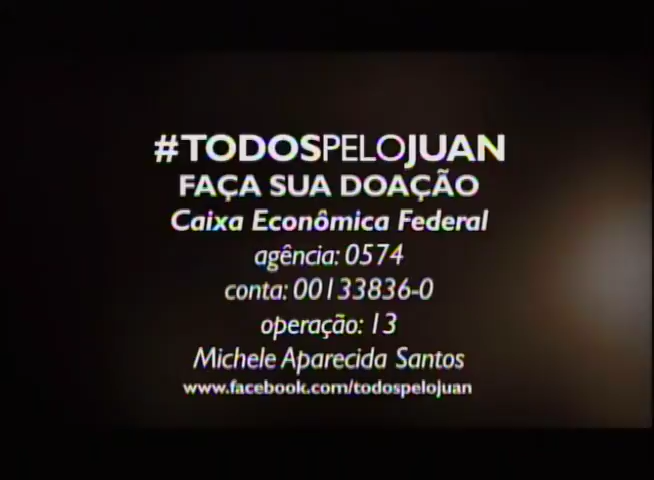 #TODOSPELOJUAN
FAÇA SUA DOAÇÃO
Caixa Econômica Federal
agência: 0574
conta: 00133836-0
operação: 13
Michele Aparecida Santos
www.facebook.com/todospelojuan